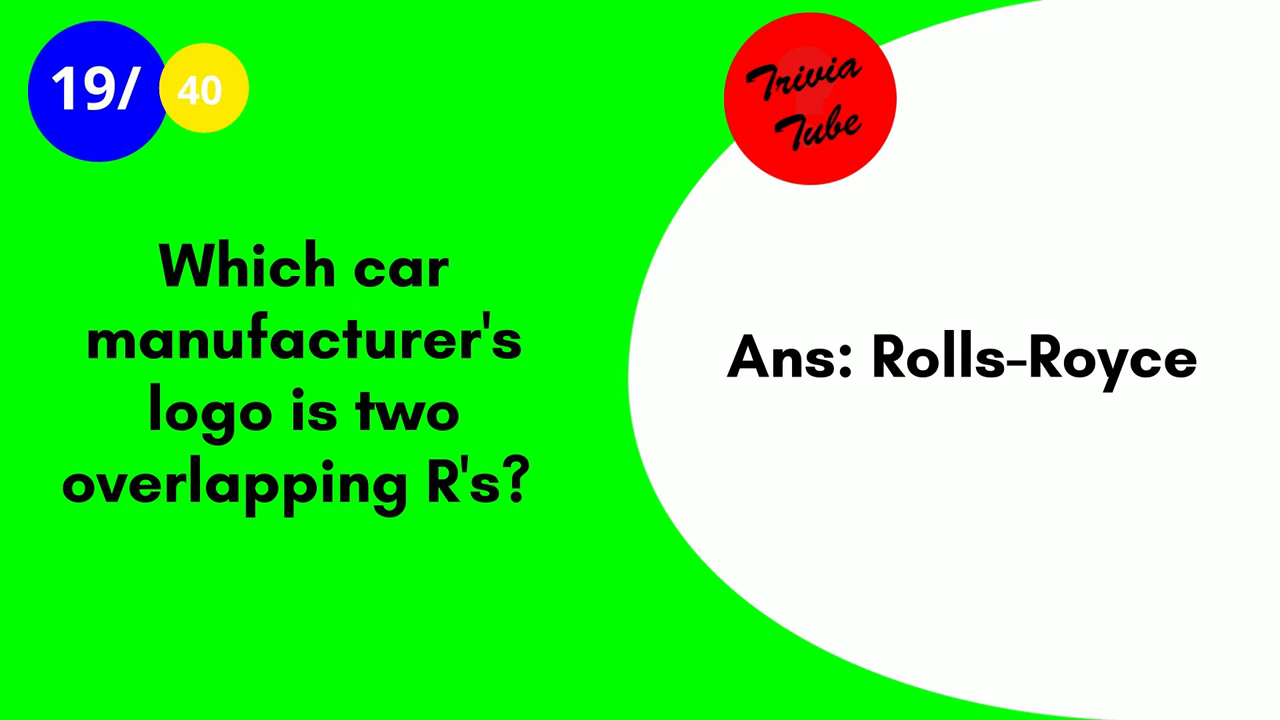 19/ 40
Trivia
Tube
Which car
manufacturer's
logo is two
overlapping R's?
Ans: Rolls-Royce